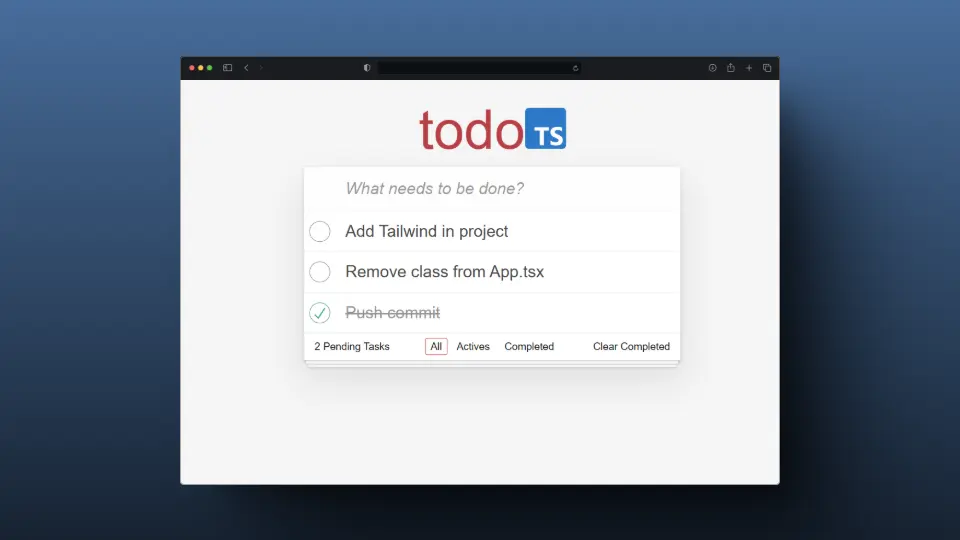 todo TS
What needs to be done?
Add Tailwind in project
Remove class from App.tsx
Push commit
2 Pending Tasks All Actives Completed Clear Completed